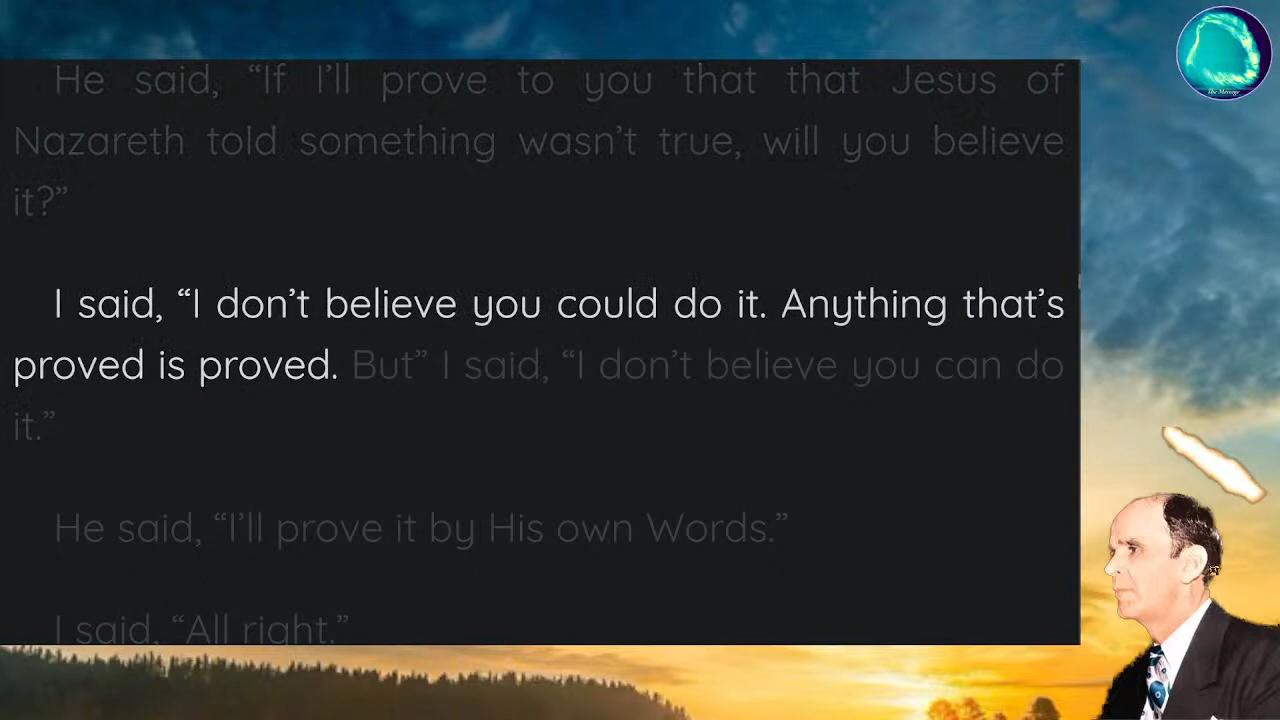 He said, “If I’ll prove to you that that Jesus of
Nazareth told something wasn’t true, will you believe
it?”
I said, “I don’t believe you could do it. Anything that’s
proved is proved. But” I said, “I don’t believe you can do
it.”
He said, “I’ll prove it by His own Words.”
I said, “All right.”
The Message